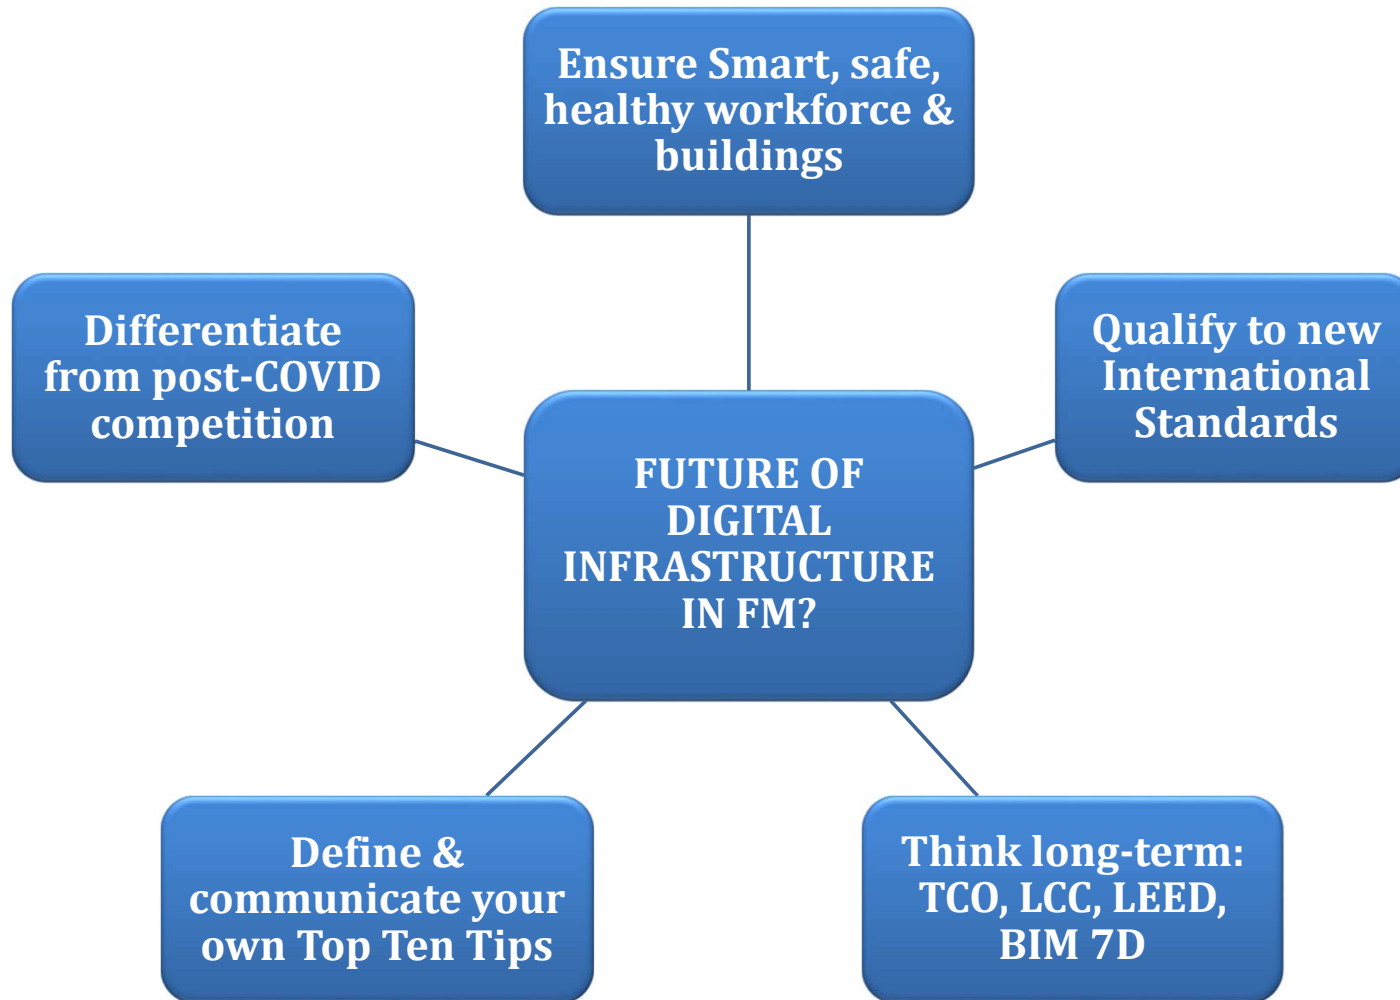 Ensure Smart, safe,
healthy workforce &
buildings
Differentiate
from post-COVID
competition
Qualify to new
International
Standards
FUTURE OF
DIGITAL
INFRASTRUCTURE
IN FM?
Define &
communicate your
own Top Ten Tips
Think long-term:
TCO, LCC, LEED,
BIM 7D